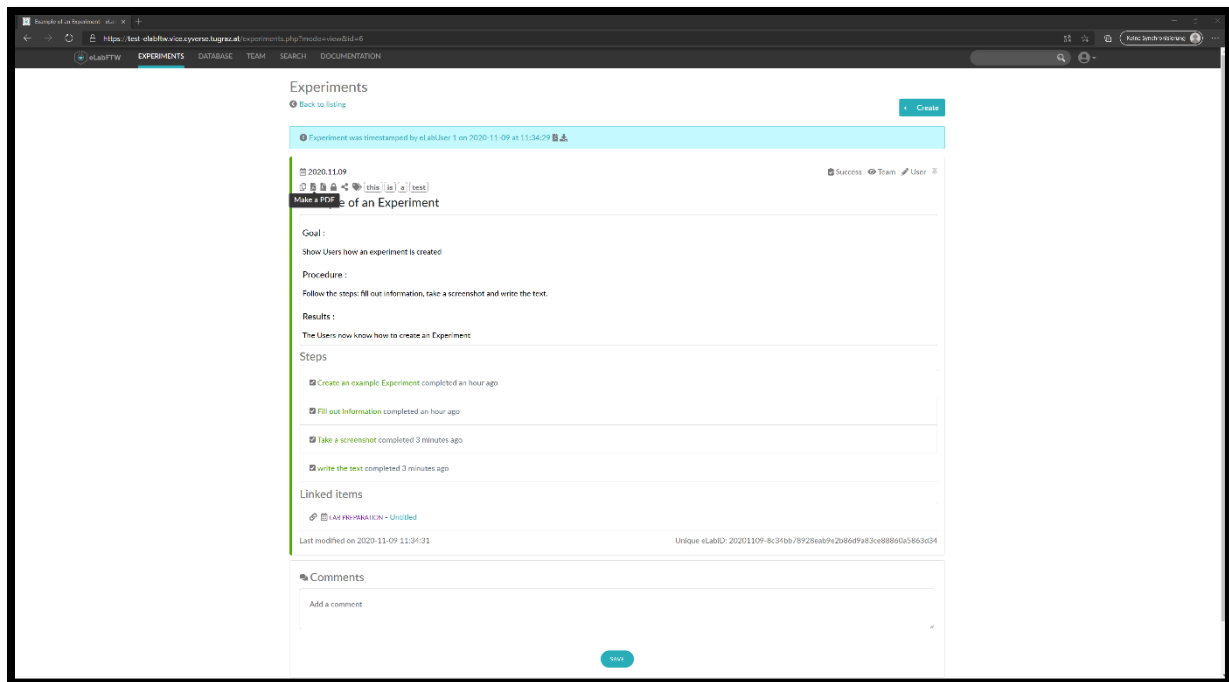 Example of an Experiment - elab
https://test-elabftw.vice.cyverse.tugraz.at/experiments.php?mode=view&id=6
Keine Synchronisierung
eLabFTW EXPERIMENTS DATABASE TEAM SEARCH DOCUMENTATION
Experiments
Back to listing
Create
Experiment was timestamped by eLabUser 1 on 2020-11-09 at 11:34:29
2020.11.09
Success Team User
this is a test
Make a PDF
e of an Experiment
Goal :
Show Users how an experiment is created
Procedure :
Follow the steps: fill out information, take a screenshot and write the text.
Results :
The Users now know how to create an Experiment
Steps
Create an example Experiment completed an hour ago
Fill out Information completed an hour ago
Take a screenshot completed 3 minutes ago
write the text completed 3 minutes ago
Linked items
LAB PREPARATION - Untitled
Last modified on 2020-11-09 11:34:31
Unique eLabID: 20201109-8c34bb78928eab9e2b86d9a83ce88860a5863d34
Comments
Add a comment
SAVE